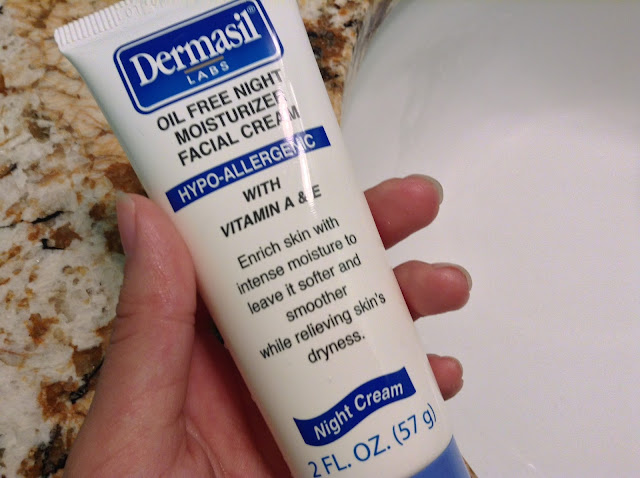 Dermasil®
LABS
OIL FREE NIGHT
MOISTURIZER
FACIAL CREAM
HYPO-ALLERGENIC
WITH
VITAMIN A & E
Enrich skin with
intense moisture to
leave it softer and
smoother
while relieving skin's
dryness.
Night Cream
2 FL. OZ. (57 g)